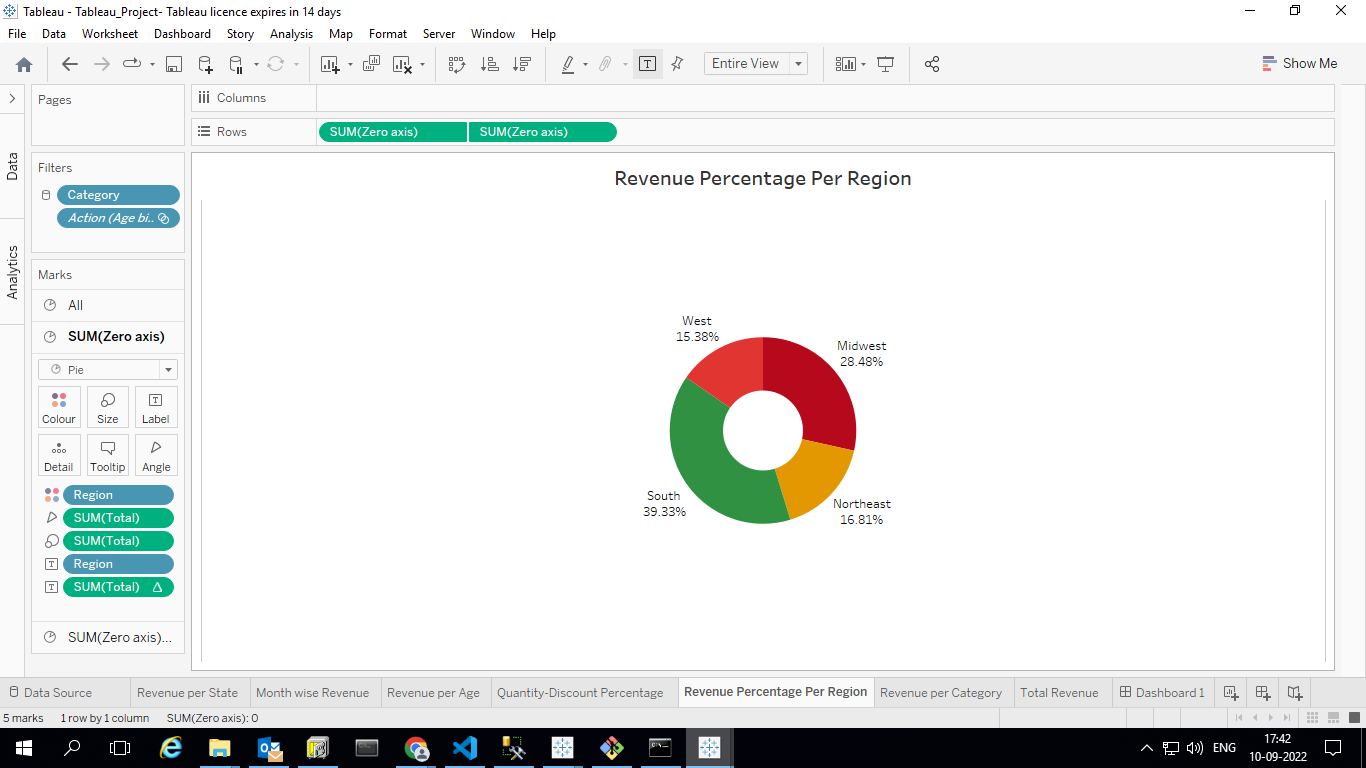 Tableau - Tableau_Project- Tableau licence expires in 14 days
File Data Worksheet Dashboard Story Analysis Map Format Server Window Help
Entire View
Show Me
Pages
Columns
Rows
SUM(Zero axis) SUM(Zero axis)
Data
Analytics
Filters
Category
Action (Age bi..
Marks
All
SUM(Zero axis)
Pie
Colour Size Label
Detail Tooltip Angle
Region
SUM(Total)
SUM(Total)
Region
SUM(Total)
SUM(Zero axis)...
Revenue Percentage Per Region
West
15.38%
Midwest
28.48%
South
39.33%
Northeast
16.81%
Data Source Revenue per State Month wise Revenue Revenue per Age Quantity-Discount Percentage Revenue Percentage Per Region Revenue per Category Total Revenue Dashboard 1
5 marks 1 row by 1 column SUM(Zero axis): 0
ENG
17:42
10-09-2022